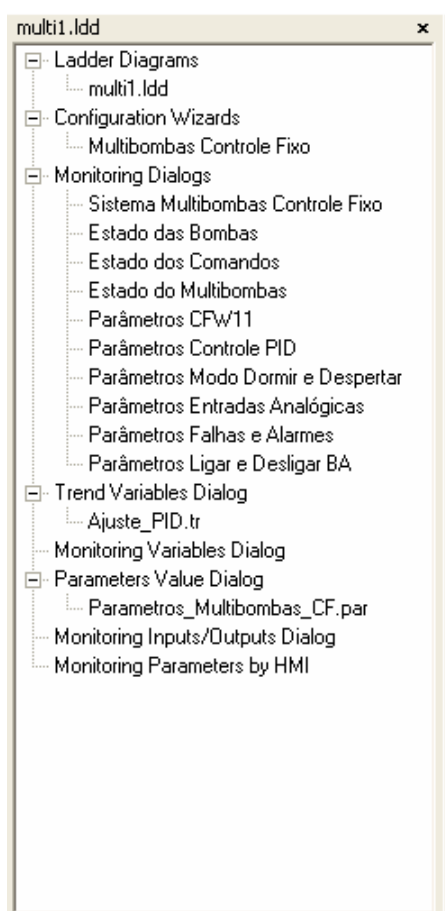 multi1.ldd
Ladder Diagrams
multi1.ldd
Configuration Wizards
Multibombas Controle Fixo
Monitoring Dialogs
Sistema Multibombas Controle Fixo
Estado das Bombas
Estado dos Comandos
Estado do Multibombas
Parâmetros CFW11
Parâmetros Controle PID
Parâmetros Modo Dormir e Despertar
Parâmetros Entradas Analógicas
Parâmetros Falhas e Alarmes
Parâmetros Ligar e Desligar BA
Trend Variables Dialog
Ajuste_PID.tr
Monitoring Variables Dialog
Parameters Value Dialog
Parametros_Multibombas_CF.par
Monitoring Inputs/Outputs Dialog
Monitoring Parameters by HMI